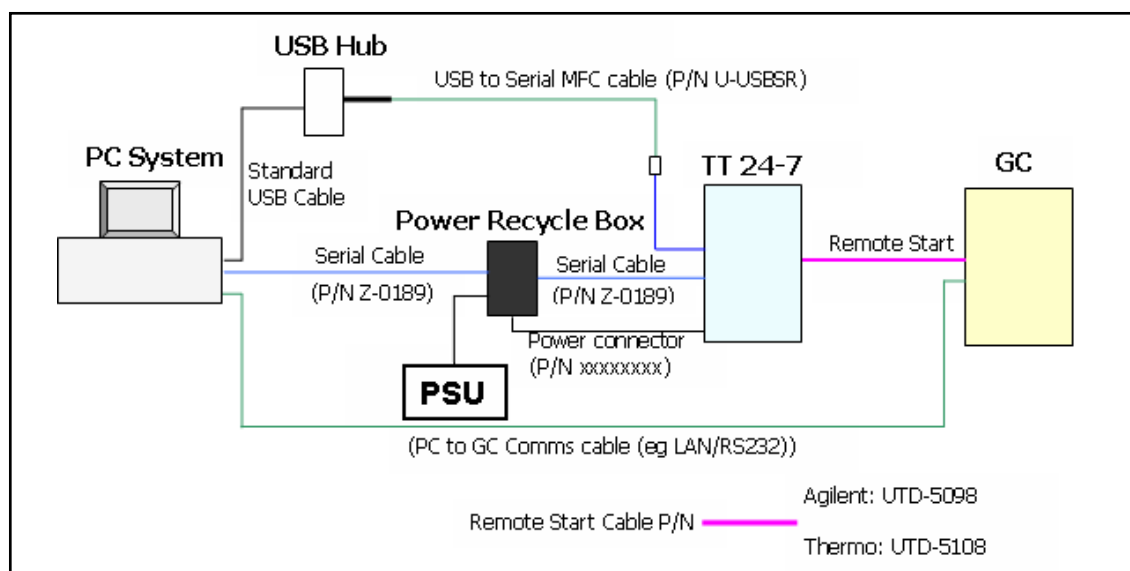 USB Hub
USB to Serial MFC cable (P/N U-USBSR)
PC System
Standard
USB Cable
TT 24-7
GC
Power Recycle Box
Remote Start
Serial Cable
(P/N Z-0189)
Serial Cable
(P/N Z-0189)
Power connector
(P/N xxxxxxxx)
PSU
(PC to GC Comms cable (eg LAN/RS232))
Remote Start Cable P/N
Agilent: UTD-5098
Thermo: UTD-5108